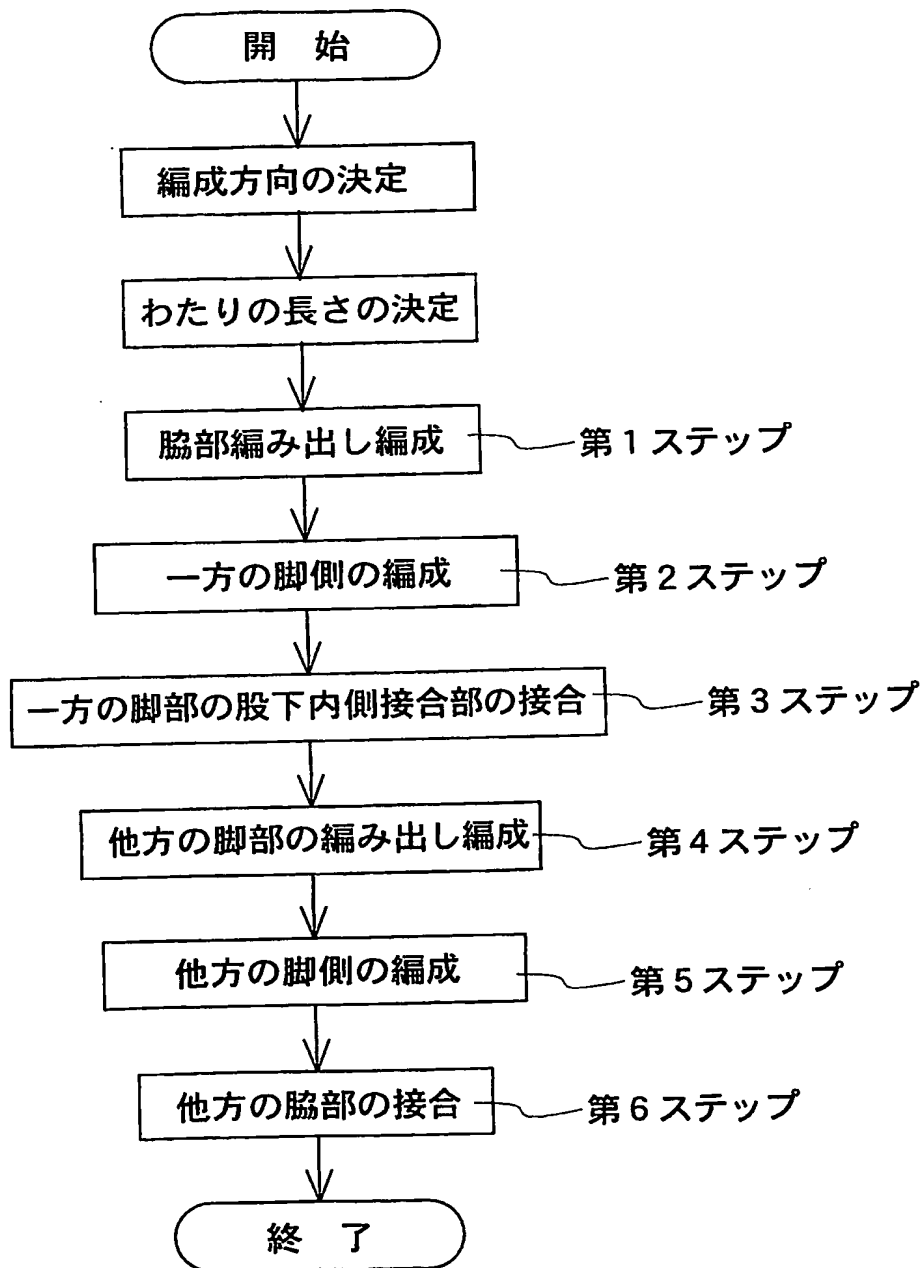 開 始
編成方向の決定
わたりの長さの決定
脇部編み出し編成 第1ステップ
一方の脚側の編成 第2ステップ
一方の脚部の股下内側接合部の接合 第3ステップ
他方の脚部の編み出し編成 第4ステップ
他方の脚側の編成 第5ステップ
他方の脇部の接合 第6ステップ
終 了